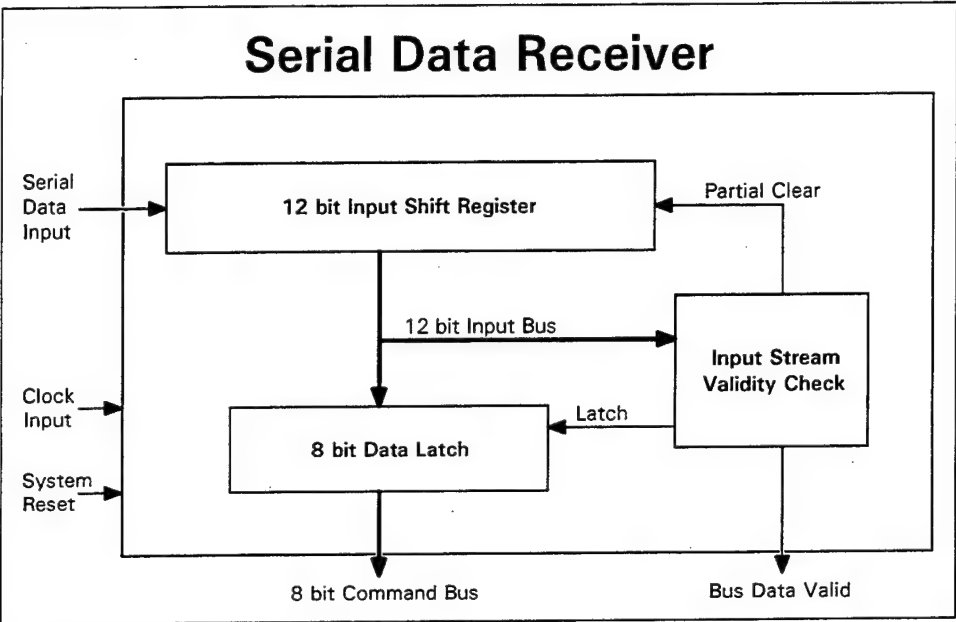 Serial Data Receiver
Serial
Data
Input
12 bit Input Shift Register
Partial Clear
12 bit Input Bus
Input Stream
Validity Check
Clock
Input
Latch
8 bit Data Latch
System
Reset
8 bit Command Bus
Bus Data Valid